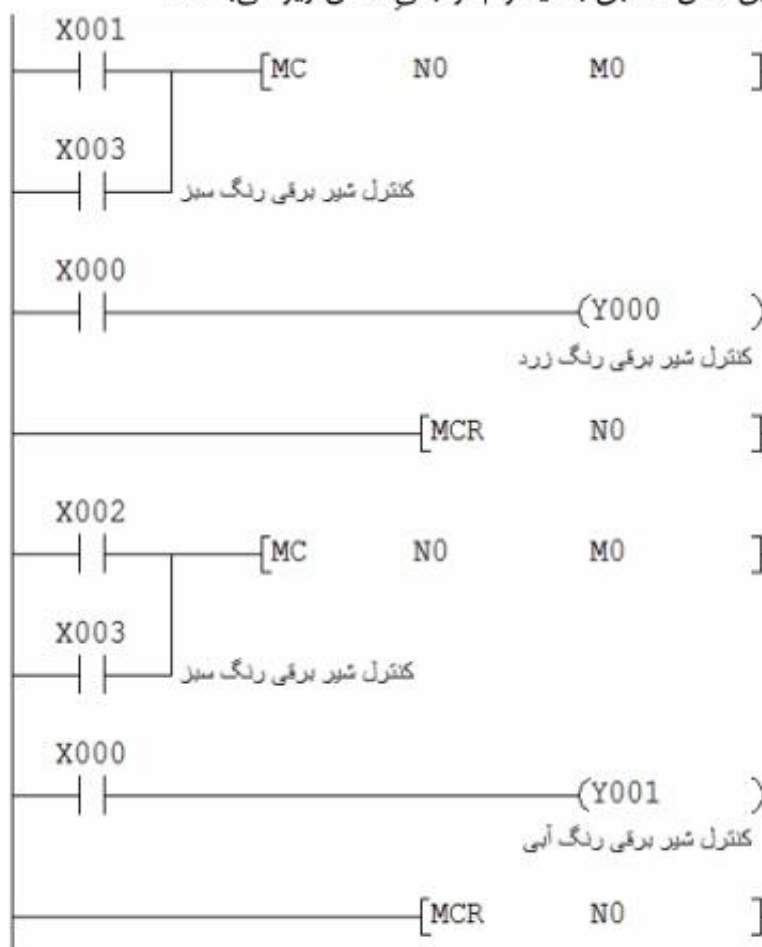 X001
[MC N0 M0 ]
X003
کنترل شیر برقی رنگ سبز
X000
(Y000 )
کنترل شیر برقی رنگ زرد
[MCR N0 ]
X002
[MC N0 M0 ]
X003
کنترل شیر برقی رنگ سبز
X000
(Y001 )
کنترل شیر برقی رنگ آبی
[MCR N0 ]